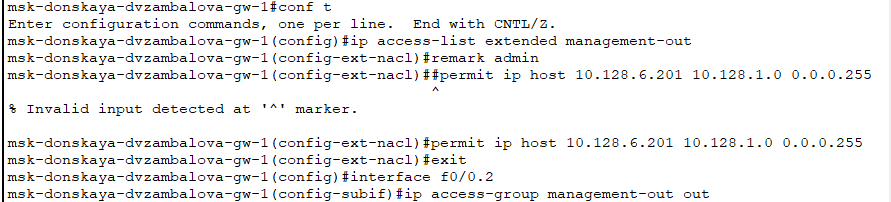 msk-donskaya-dvzambalova-gw-1#conf t
Enter configuration commands, one per line.  End with CNTL/Z.
msk-donskaya-dvzambalova-gw-1(config)#ip access-list extended management-out
msk-donskaya-dvzambalova-gw-1(config-ext-nacl)#remark admin
msk-donskaya-dvzambalova-gw-1(config-ext-nacl)##permit ip host 10.128.6.201 10.128.1.0 0.0.0.255
^
% Invalid input detected at '^' marker.
msk-donskaya-dvzambalova-gw-1(config-ext-nacl)#permit ip host 10.128.6.201 10.128.1.0 0.0.0.255
msk-donskaya-dvzambalova-gw-1(config-ext-nacl)#exit
msk-donskaya-dvzambalova-gw-1(config)#interface f0/0.2
msk-donskaya-dvzambalova-gw-1(config-subif)#ip access-group management-out out